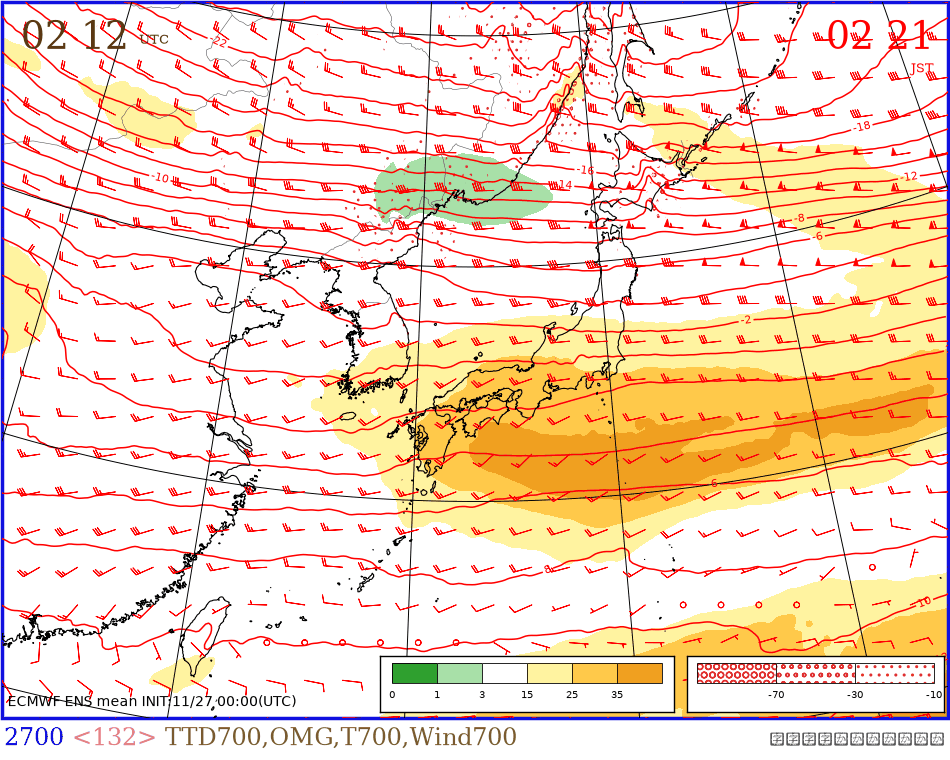 02 12 UTC
02 21
JST
-22
-18
-16
-14
-12
-10
-8
-6
-2
6
8
-10
ECMWF ENS mean INIT:11/27 00:00(UTC)
0 1 3 15 25 35
-70 -30 -10
2700 <132> TTD700,OMG,T700,Wind700